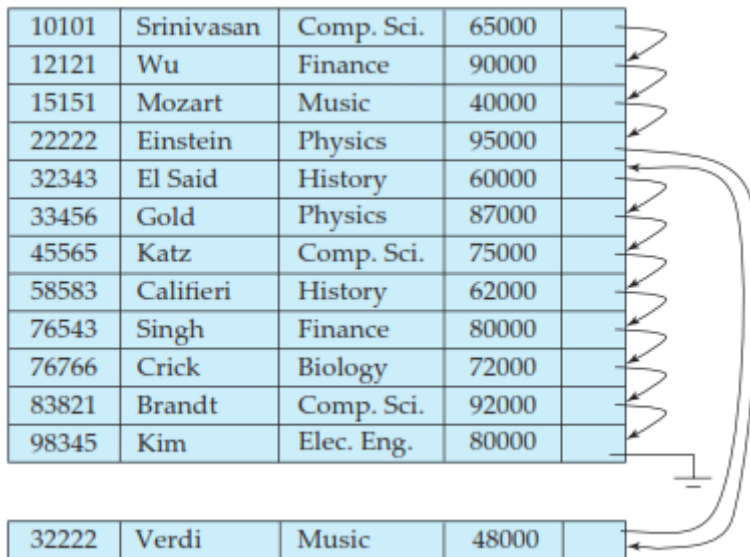 10101 Srinivasan Comp. Sci. 65000
12121 Wu Finance 90000
15151 Mozart Music 40000
22222 Einstein Physics 95000
32343 El Said History 60000
33456 Gold Physics 87000
45565 Katz Comp. Sci. 75000
58583 Califieri History 62000
76543 Singh Finance 80000
76766 Crick Biology 72000
83821 Brandt Comp. Sci. 92000
98345 Kim Elec. Eng. 80000
32222 Verdi Music 48000